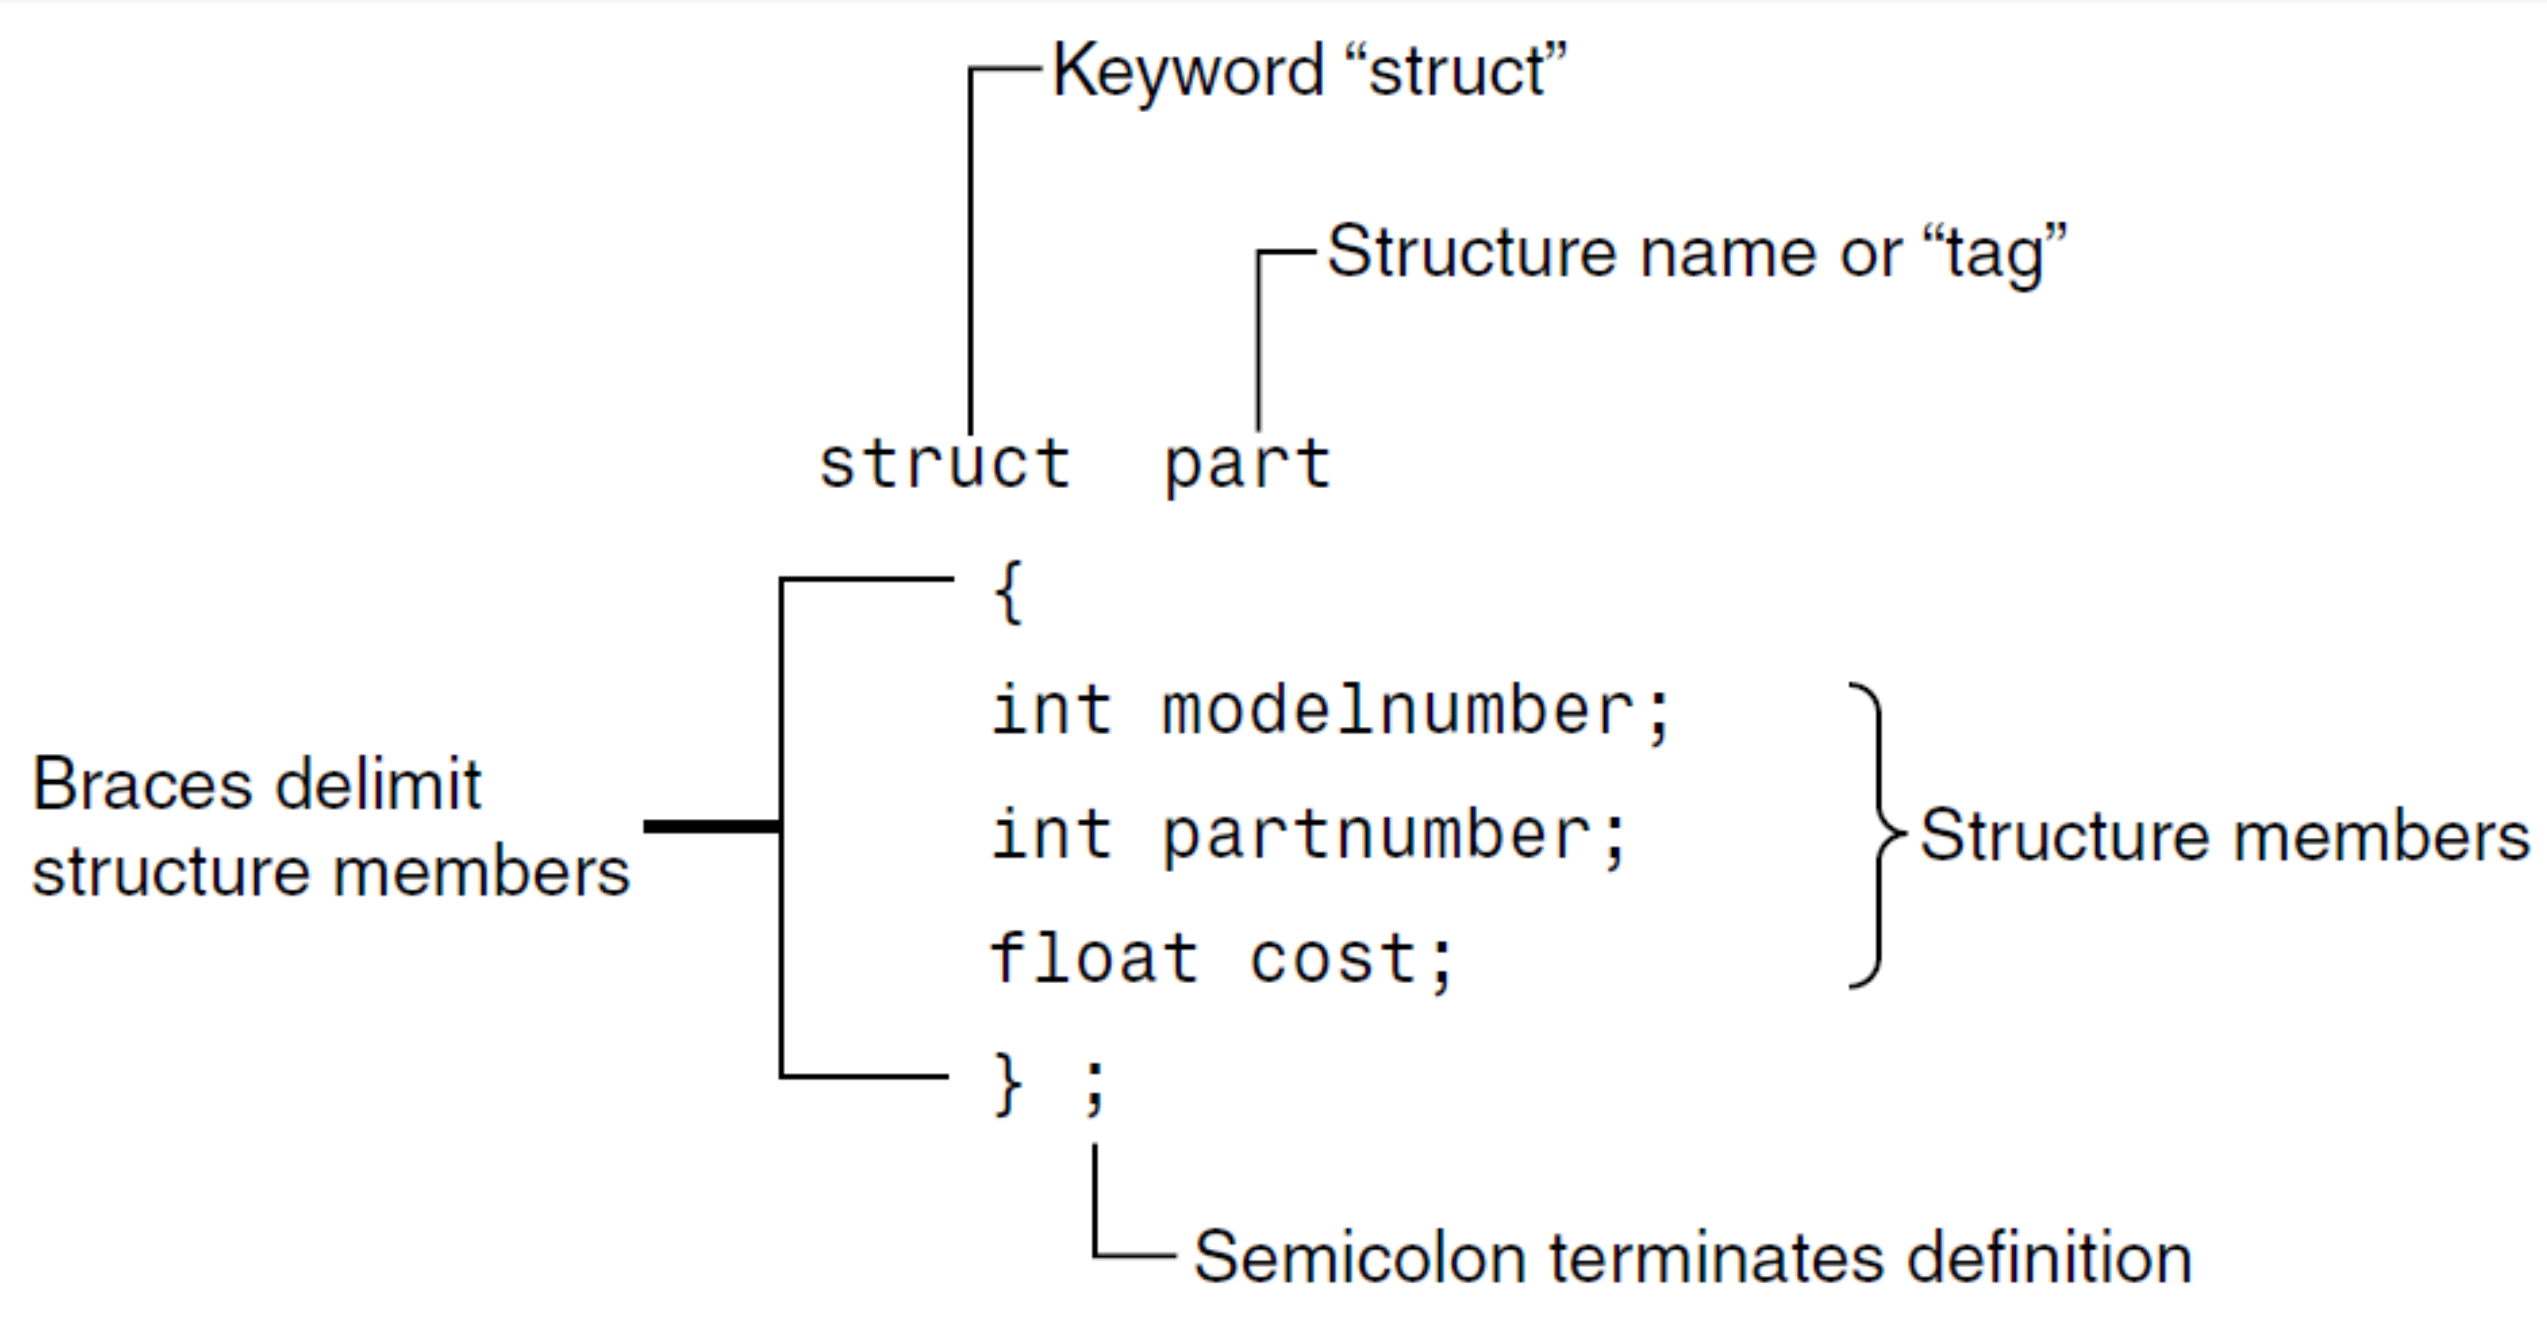 Keyword “struct”
Structure name or “tag”
struct part
{
int modelnumber;
Braces delimit
structure members
int partnumber;
Structure members
float cost;
} ;
Semicolon terminates definition